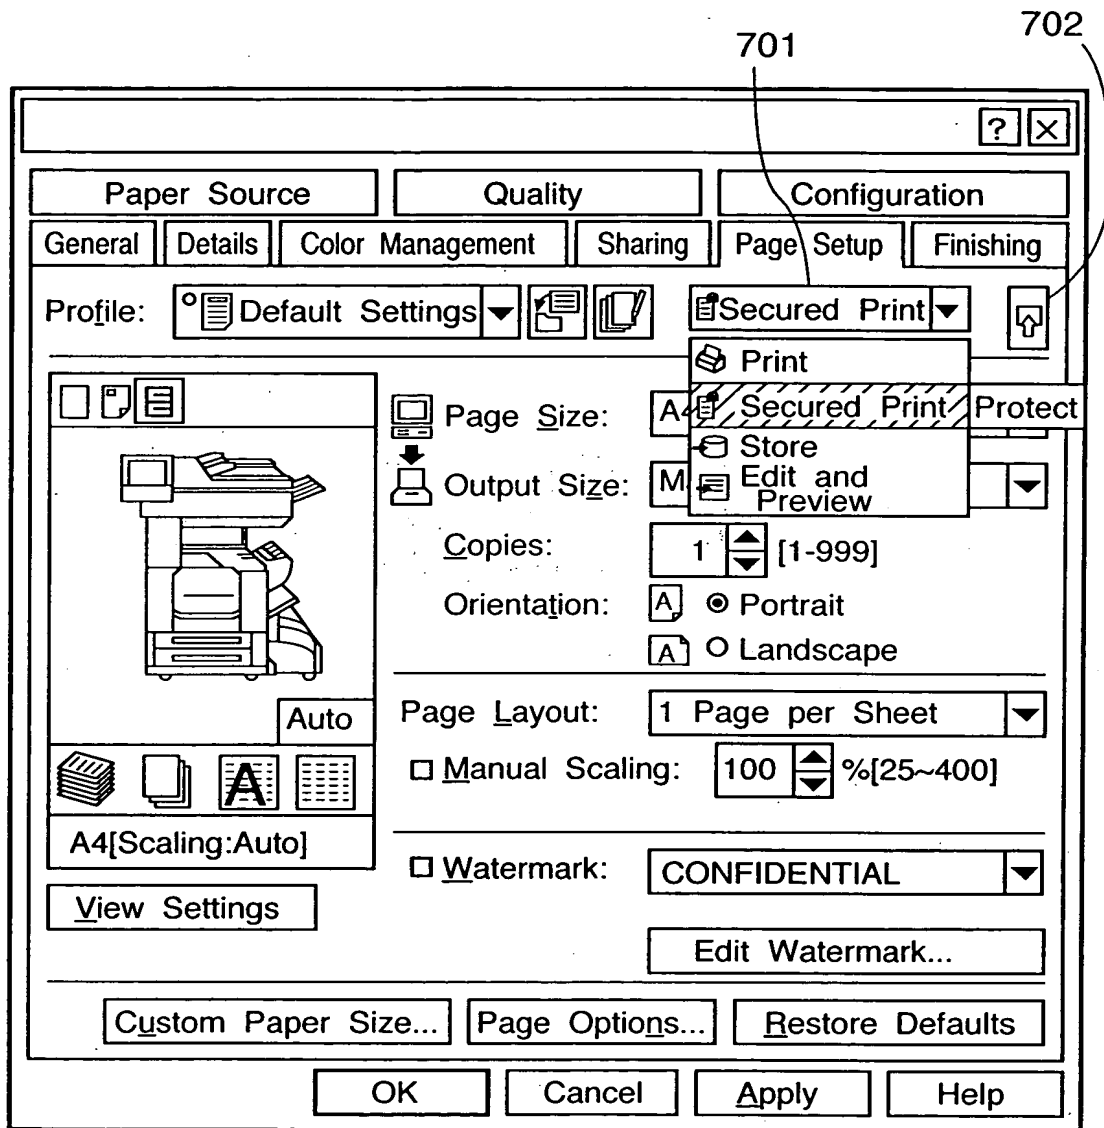 702
701
?
Paper Source Quality Configuration
General Details Color Management Sharing Page Setup Finishing
Profile: Default Settings Secured Print
Print
Secured Print Protect
Store
Edit and
Preview
Page Size: A4
Output Size: M
Copies: 1 [1-999]
Orientation: A Portrait
A Landscape
Auto
Page Layout: 1 Page per Sheet
Manual Scaling: 100 %[25~400]
A
A4[Scaling:Auto]
Watermark: CONFIDENTIAL
View Settings
Edit Watermark...
Custom Paper Size... Page Options... Restore Defaults
OK Cancel Apply Help